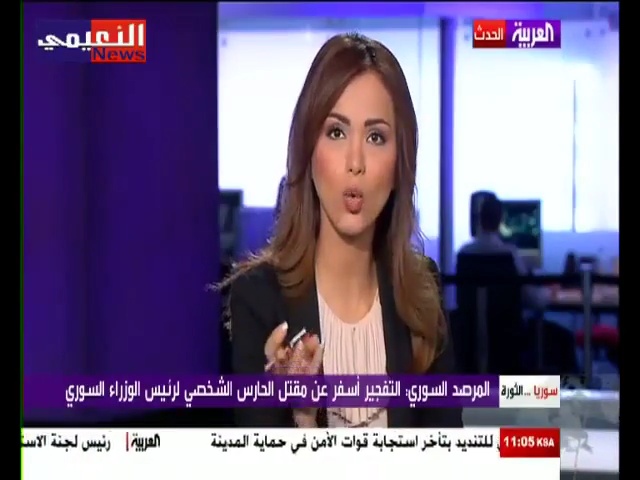 النعيمي
News
العربية الحدث
سوريا ... الثورة
المرصد السوري: التفجير أسفر عن مقتل الحارس الشخصي لرئيس الوزراء السوري
11:05 KSA
للتنديد بتأخر استجابة قوات الأمن في حماية المدينة العربية رئيس لجنة